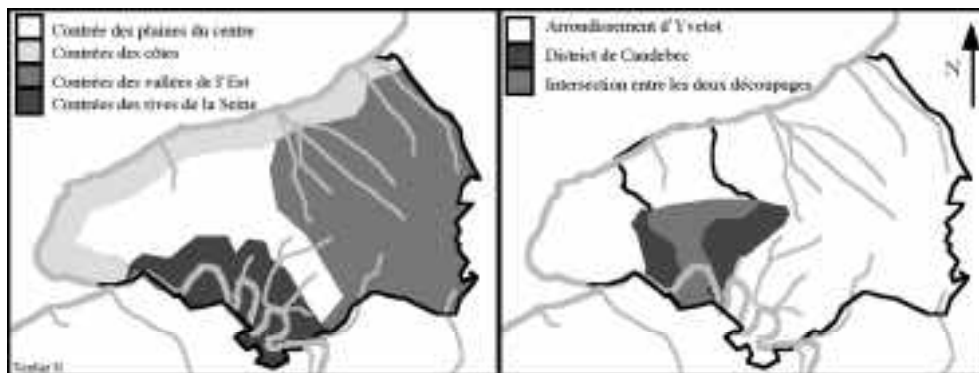 Contrée des plaines du centre
Contrées des côtes
Contrées des vallées de l'Est
Contrées des rives de la Seine
Arrondissement d'Yvetot
District de Caudebec
Intersection entre les deux découpages
N